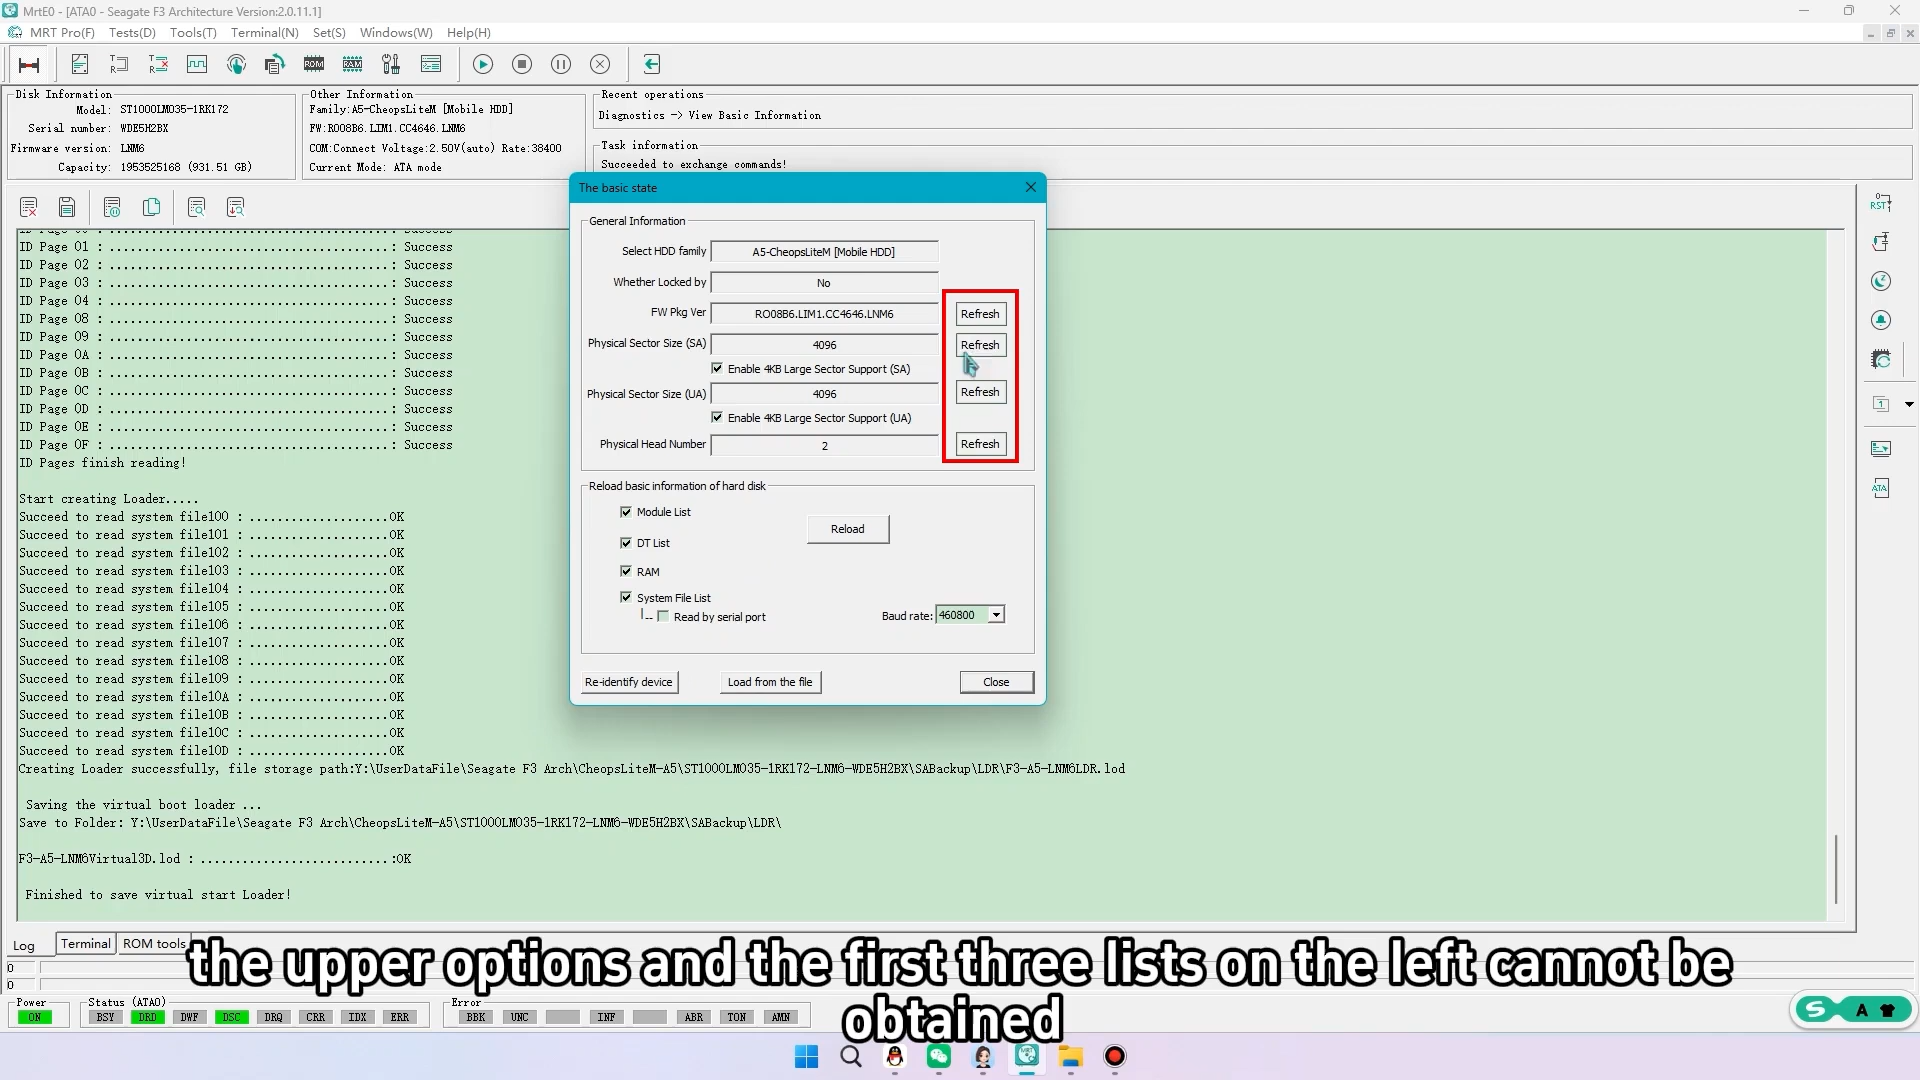 MrtE0 - [ATA0 - Seagate F3 Architecture Version:2.0.11.1]
MRT Pro(F) Tests(D) Tools(T) Terminal(N) Set(S) Windows(W) Help(H)
Disk Information
Model: ST1000LM035-1RK172
Serial number: WDE5H2BX
Firmware version: LNM6
Capacity: 1953525168 (931.51 GB)
Other Information
Family:A5-CheopsLiteM [Mobile HDD]
FW:RO08B6.LIM1.CC4646.LNM6
COM:Connect Voltage:2.50V(auto) Rate:38400
Current Mode: ATA mode
Recent operations
Diagnostics -> View Basic Information
Task information
Succeeded to exchange commands!
ID Page 01 : ...............................: Success
ID Page 02 : ...............................: Success
ID Page 03 : ...............................: Success
ID Page 04 : ...............................: Success
ID Page 08 : ...............................: Success
ID Page 09 : ...............................: Success
ID Page 0A : ...............................: Success
ID Page 0B : ...............................: Success
ID Page 0C : ...............................: Success
ID Page 0D : ...............................: Success
ID Page 0E : ...............................: Success
ID Page 0F : ...............................: Success
ID Pages finish reading!
Start creating Loader.....
Succeed to read system file100 : ....................OK
Succeed to read system file101 : ....................OK
Succeed to read system file102 : ....................OK
Succeed to read system file103 : ....................OK
Succeed to read system file104 : ....................OK
Succeed to read system file105 : ....................OK
Succeed to read system file106 : ....................OK
Succeed to read system file107 : ....................OK
Succeed to read system file108 : ....................OK
Succeed to read system file109 : ....................OK
Succeed to read system file10A : ....................OK
Succeed to read system file10B : ....................OK
Succeed to read system file10C : ....................OK
Succeed to read system file10D : ....................OK
Creating Loader successfully, file storage path:Y:\UserDataFile\Seagate F3 Arch\CheopsLiteM-A5\ST1000LM035-1RK172-LNM6-WDE5H2BX\SABackup\LDR\F3-A5-LNM6LDR.lod
Saving the virtual boot loader ...
Save to Folder: Y:\UserDataFile\Seagate F3 Arch\CheopsLiteM-A5\ST1000LM035-1RK172-LNM6-WDE5H2BX\SABackup\LDR\
F3-A5-LNM6Virtual3D.lod : ...........................:OK
Finished to save virtual start Loader!
The basic state
General Information
Select HDD family A5-CheopsLiteM [Mobile HDD]
Whether Locked by No
FW Pkg Ver RO08B6.LIM1.CC4646.LNM6 Refresh
Physical Sector Size (SA) 4096 Refresh
Enable 4KB Large Sector Support (SA)
Physical Sector Size (UA) 4096 Refresh
Enable 4KB Large Sector Support (UA)
Physical Head Number 2 Refresh
Reload basic information of hard disk
Module List
Reload
DT List
RAM
System File List
Read by serial port
Baud rate: 460800
Re-identify device Load from the file Close
RST
1
ATA
ROM
RAM
Log Terminal ROM tools
0
0
the upper options and the first three lists on the left cannot be
obtained
Power
ON
Status (ATA0)
BSY DRD DWF DSC DRQ CRR IDX ERR
Error
BBK UNC INF ABR TON AMN
S A